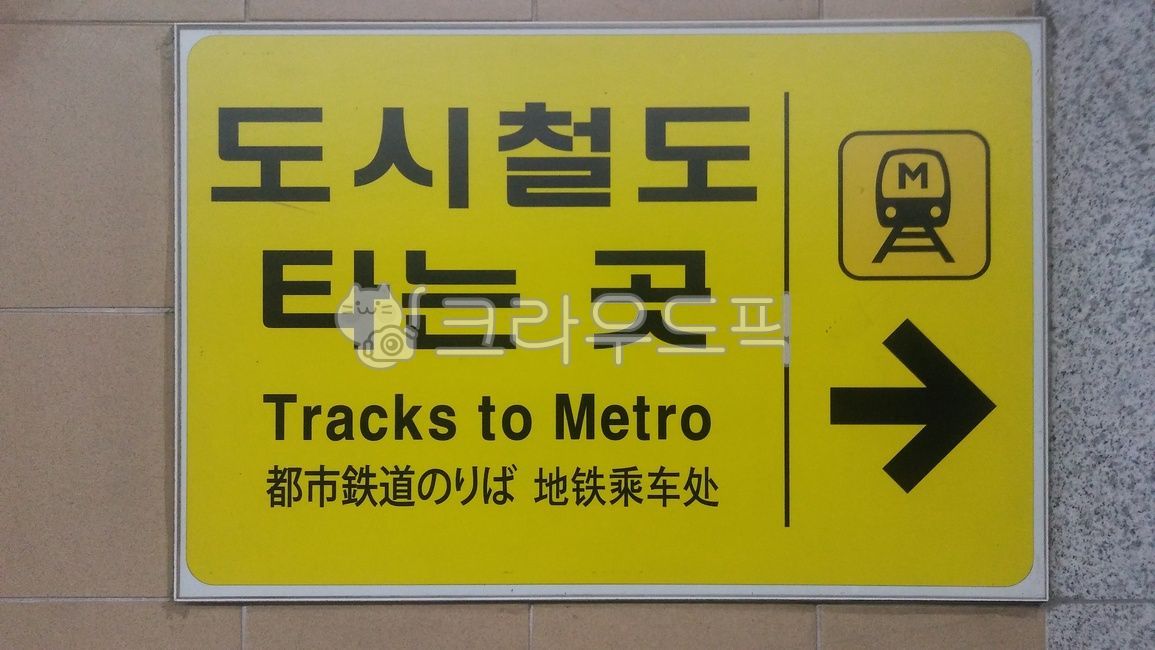 도시철도
타는 곳
크라우드픽
Tracks to Metro
都市鉄道のりば 地铁乘车处
M